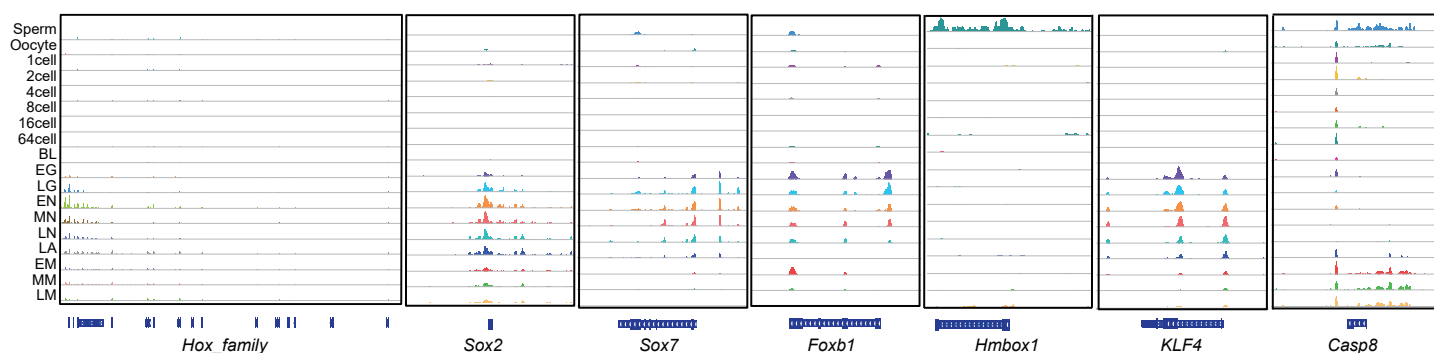 Sperm
Oocyte
1cell
2cell
4cell
8cell
16cell
64cell
BL
EG
LG
EN
MN
LN
LA
EM
MM
LM
Hox_family Sox2 Sox7 Foxb1 Hmbox1 KLF4 Casp8